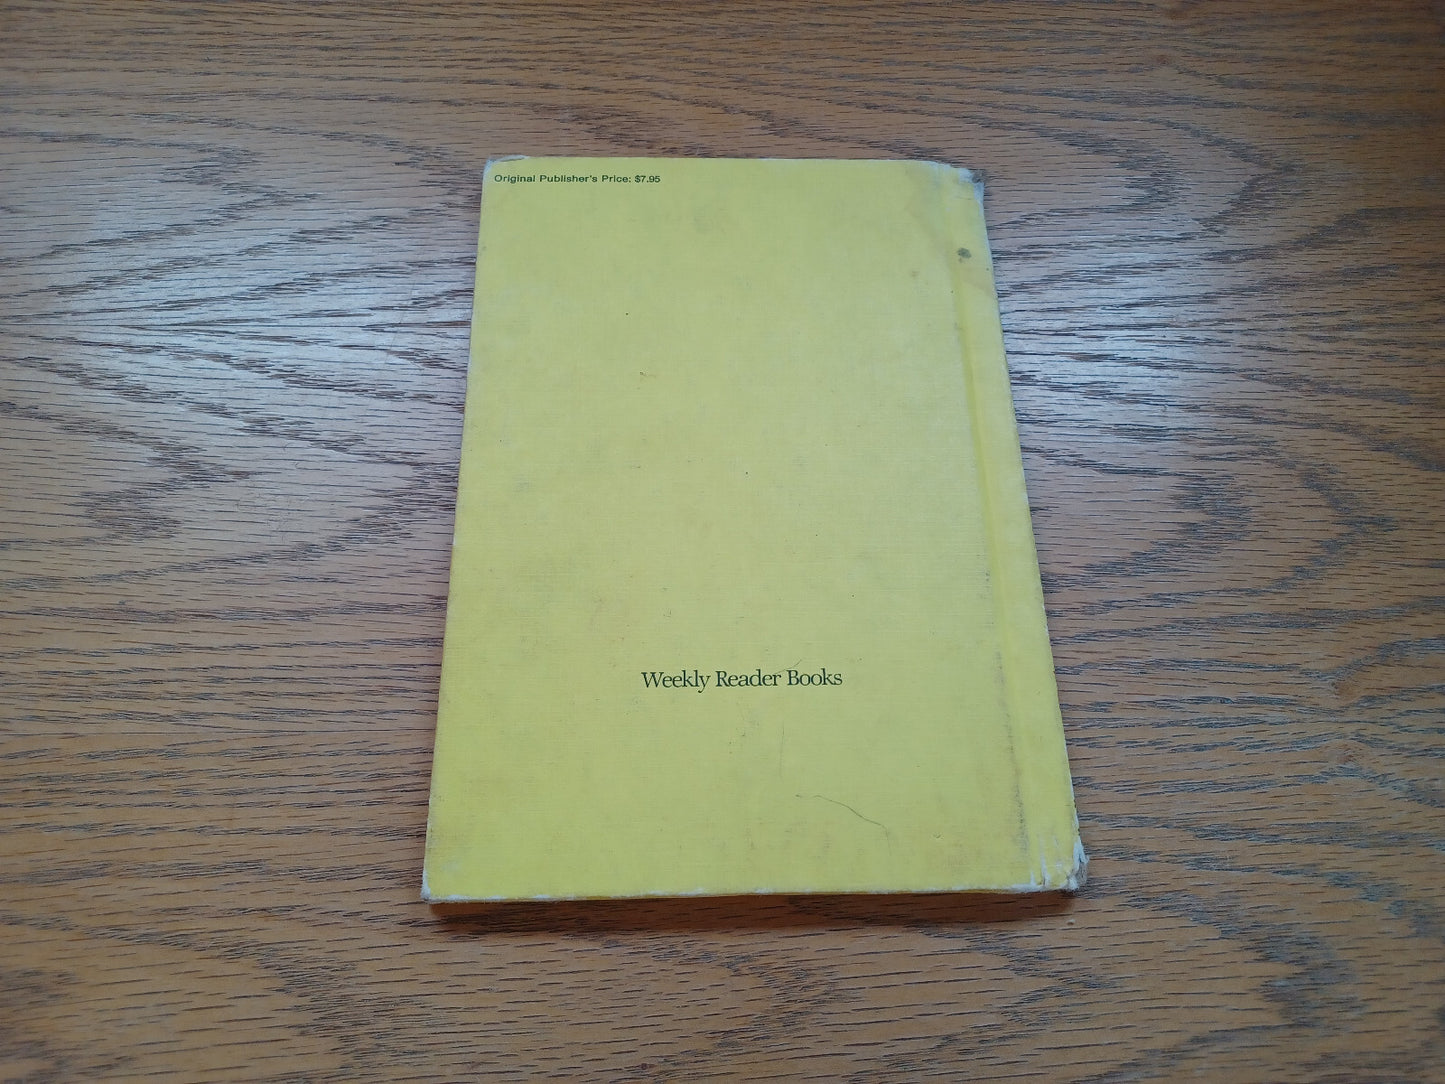 Original Publisher's Price: $7.95
Weekly Reader Books